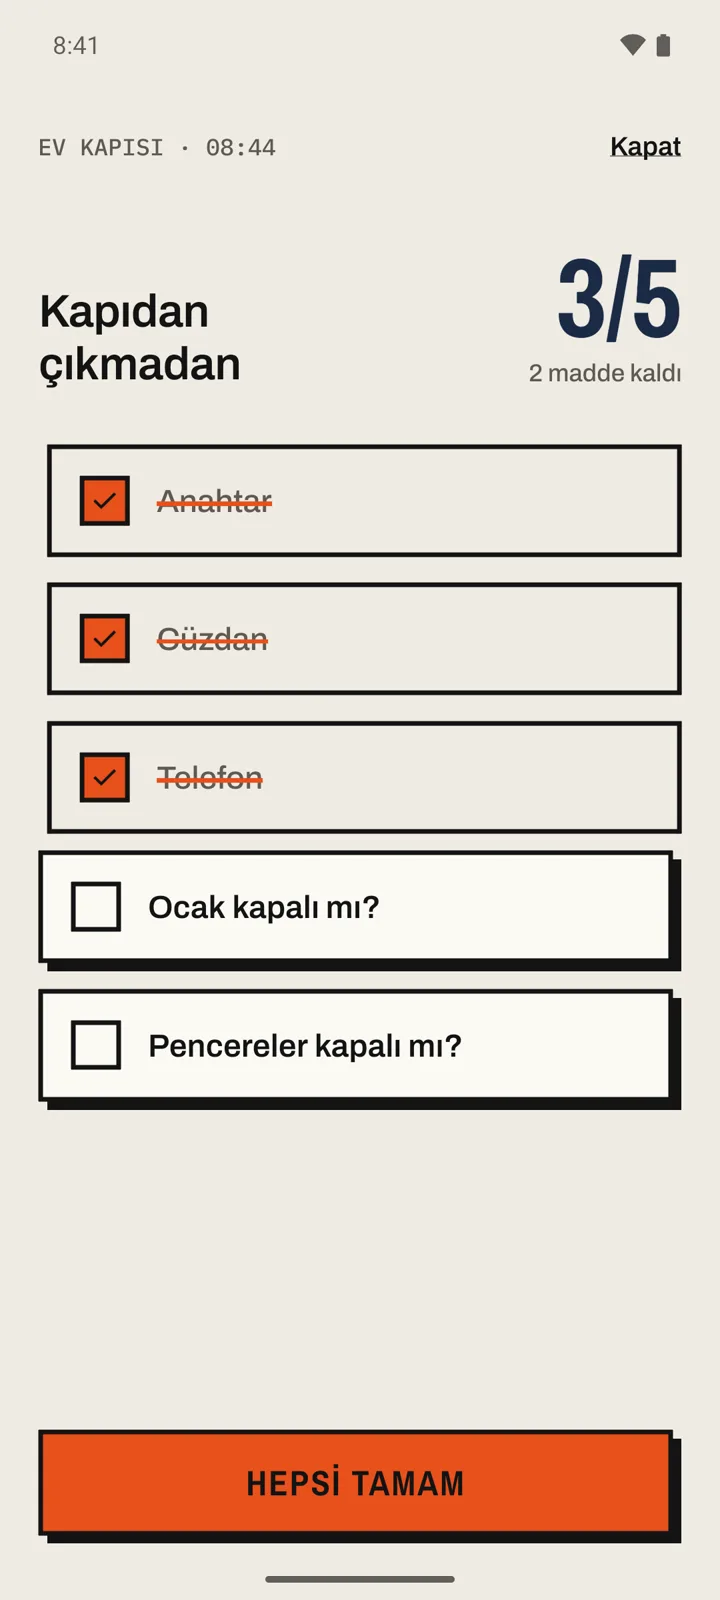 8:41
EV KAPISI · 08:44
Kapat
Kapıdan
çıkmadan
3/5
2 madde kaldı
Anahtar
Cüzdan
Telefon
Ocak kapalı mı?
Pencereler kapalı mı?
HEPSİ TAMAM